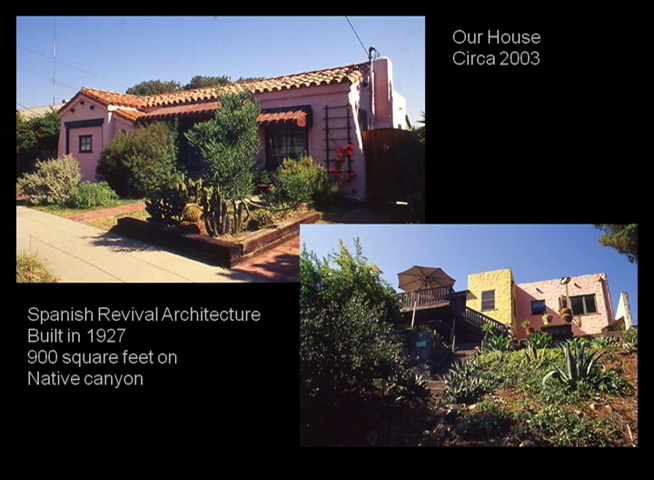 Our House
Circa 2003
Spanish Revival Architecture
Built in 1927
900 square feet on
Native canyon